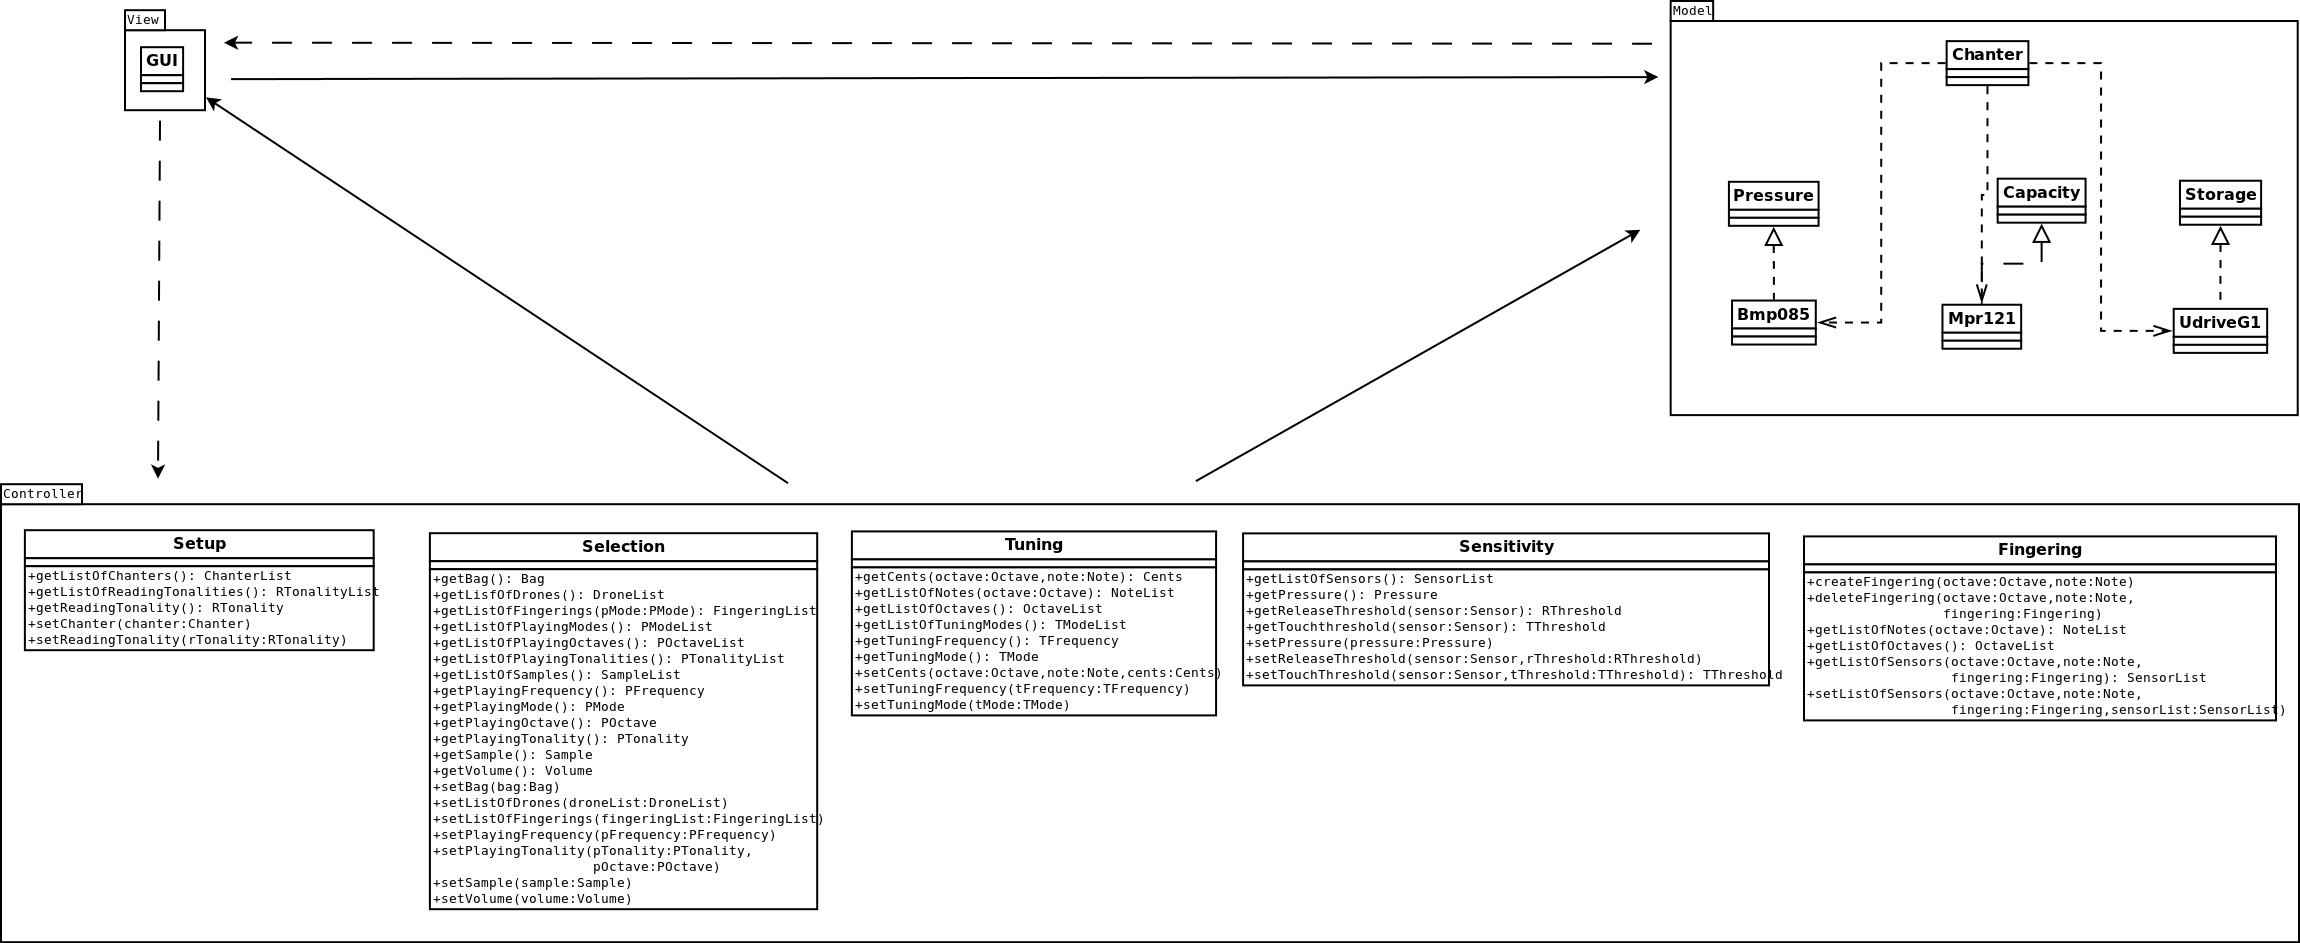 View
GUI
Model
Chanter
Pressure
Capacity
Storage
Bmp085
Mpr121
UdriveG1
Controller
Setup
+getListOfChanters(): ChanterList
+getListOfReadingTonalities(): RTonalityList
+getReadingTonality(): RTonality
+setChanter(chanter:Chanter)
+setReadingTonality(rTonality:RTonality)
Selection
+getBag(): Bag
+getLisfOfDrones(): DroneList
+getListOfFingerings(pMode:PMode): FingeringList
+getListOfPlayingModes(): PModeList
+getListOfPlayingOctaves(): POctaveList
+getListOfPlayingTonalities(): PTonalityList
+getListOfSamples(): SampleList
+getPlayingFrequency(): PFrequency
+getPlayingMode(): PMode
+getPlayingOctave(): POctave
+getPlayingTonality(): PTonality
+getSample(): Sample
+getVolume(): Volume
+setBag(bag:Bag)
+setListOfDrones(droneList:DroneList)
+setListOfFingerings(fingeringList:FingeringList)
+setPlayingFrequency(pFrequency:PFrequency)
+setPlayingTonality(pTonality:PTonality,
pOctave:POctave)
+setSample(sample:Sample)
+setVolume(volume:Volume)
Tuning
+getCents(octave:Octave,note:Note): Cents
+getListOfNotes(octave:Octave): NoteList
+getListOfOctaves(): OctaveList
+getListOfTuningModes(): TModeList
+getTuningFrequency(): TFrequency
+getTuningMode(): TMode
+setCents(octave:Octave,note:Note,cents:Cents)
+setTuningFrequency(tFrequency:TFrequency)
+setTuningMode(tMode:TMode)
Sensitivity
+getListOfSensors(): SensorList
+getPressure(): Pressure
+getReleaseThreshold(sensor:Sensor): RThreshold
+getTouchthreshold(sensor:Sensor): TThreshold
+setPressure(pressure:Pressure)
+setReleaseThreshold(sensor:Sensor,rThreshold:RThreshold)
+setTouchThreshold(sensor:Sensor,tThreshold:TThreshold): TThreshold
Fingering
+createFingering(octave:Octave,note:Note)
+deleteFingering(octave:Octave,note:Note,
fingering:Fingering)
+getListOfNotes(octave:Octave): NoteList
+getListOfOctaves(): OctaveList
+getListOfSensors(octave:Octave,note:Note,
fingering:Fingering): SensorList
+setListOfSensors(octave:Octave,note:Note,
fingering:Fingering,sensorList:SensorList)